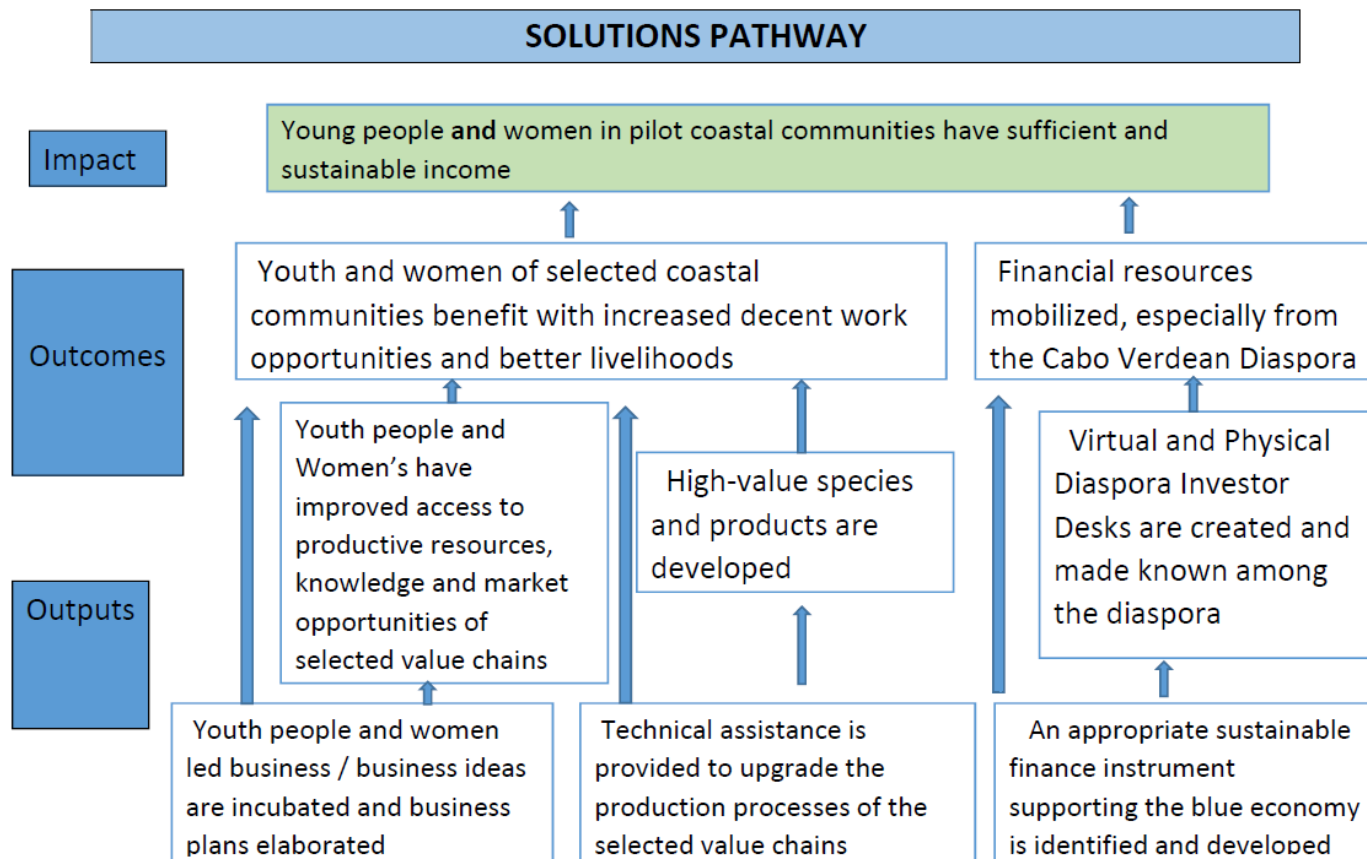 SOLUTIONS PATHWAY
Impact
Young people and women in pilot coastal communities have sufficient and
sustainable income
Outcomes
Youth and women of selected coastal
communities benefit with increased decent work
opportunities and better livelihoods
Financial resources
mobilized, especially from
the Cabo Verdean Diaspora
Outputs
Youth people and
Women’s have
improved access to
productive resources,
knowledge and market
opportunities of
selected value chains
High-value species
and products are
developed
Virtual and Physical
Diaspora Investor
Desks are created and
made known among
the diaspora
Youth people and women
led business / business ideas
are incubated and business
plans elaborated
Technical assistance is
provided to upgrade the
production processes of the
selected value chains
An appropriate sustainable
finance instrument
supporting the blue economy
is identified and developed